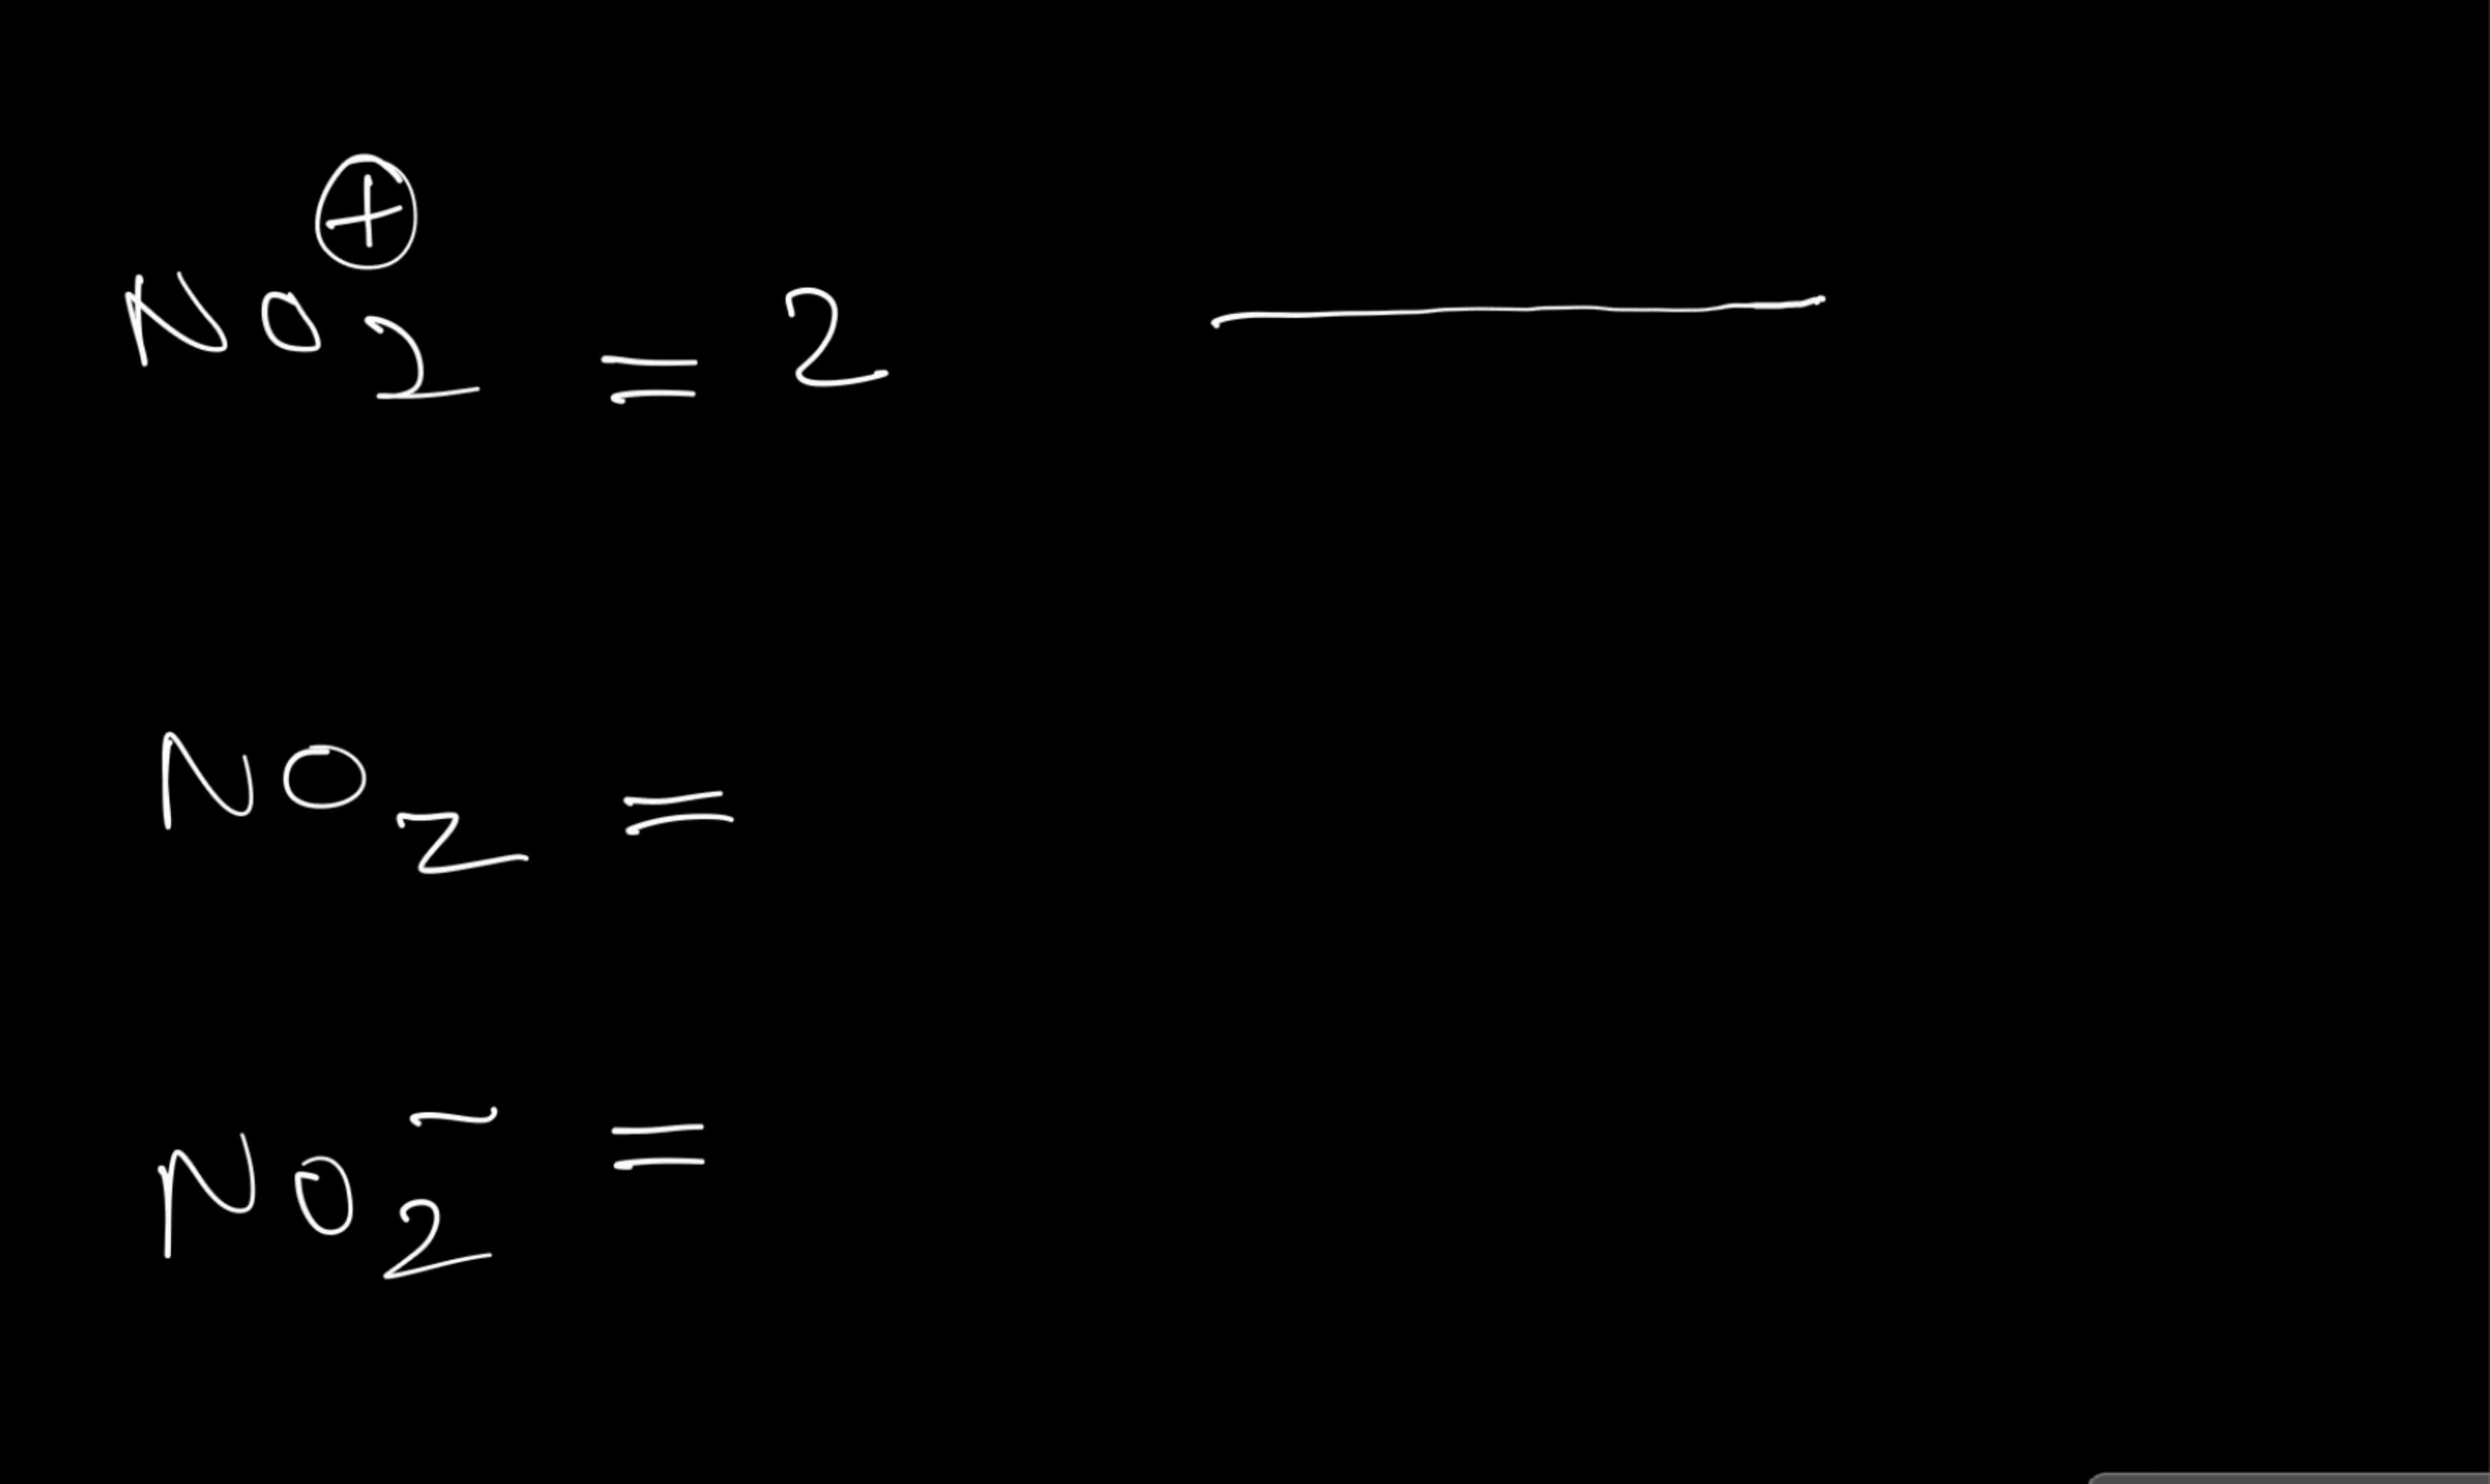 No₂⊕ = 2
NO₂ =
NO₂⁻ =